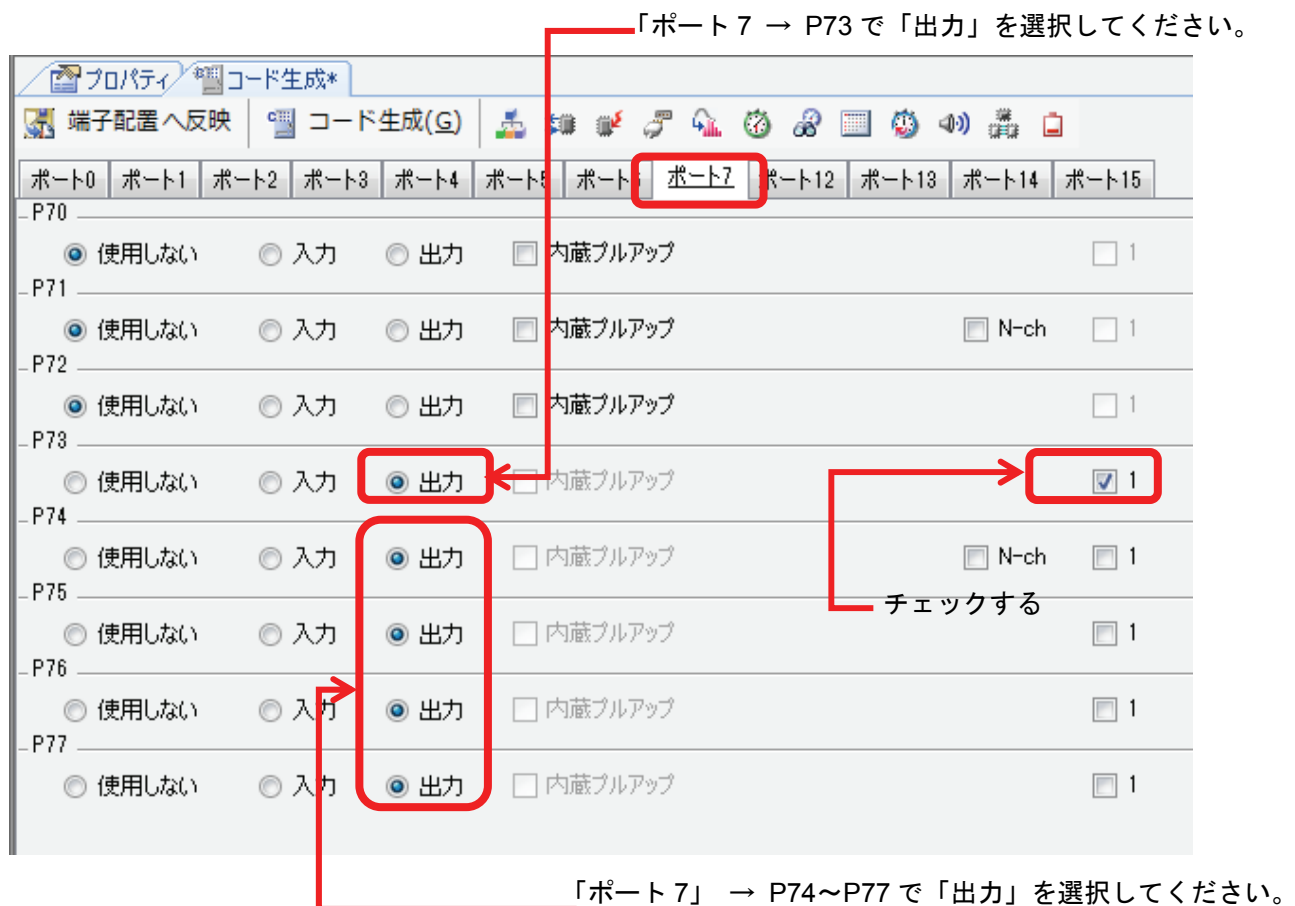 「ポート 7 → P73 で「出力」を選択してください。
プロパティ コード生成*
端子配置へ反映 コード生成(G)
ポート0 ポート1 ポート2 ポート3 ポート4 ポート5 ポート6 ポート7 ポート12 ポート13 ポート14 ポート15
P70
使用しない 入力 出力 内蔵プルアップ 1
P71
使用しない 入力 出力 内蔵プルアップ N-ch 1
P72
使用しない 入力 出力 内蔵プルアップ 1
P73
使用しない 入力 出力 内蔵プルアップ 1
P74
使用しない 入力 出力 内蔵プルアップ N-ch 1
P75
チェックする
使用しない 入力 出力 内蔵プルアップ 1
P76
使用しない 入力 出力 内蔵プルアップ 1
P77
使用しない 入力 出力 内蔵プルアップ 1
「ポート 7」 → P74～P77 で「出力」を選択してください。